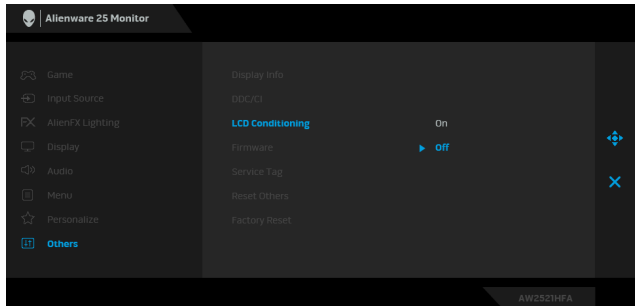 Alienware 25 Monitor
Game
Input Source
FX AlienFX Lighting
Display
Audio
Menu
Personalize
Others
Display Info
DDC/CI
LCD Conditioning On
Firmware Off
Service Tag
Reset Others
Factory Reset
AW2521HFA